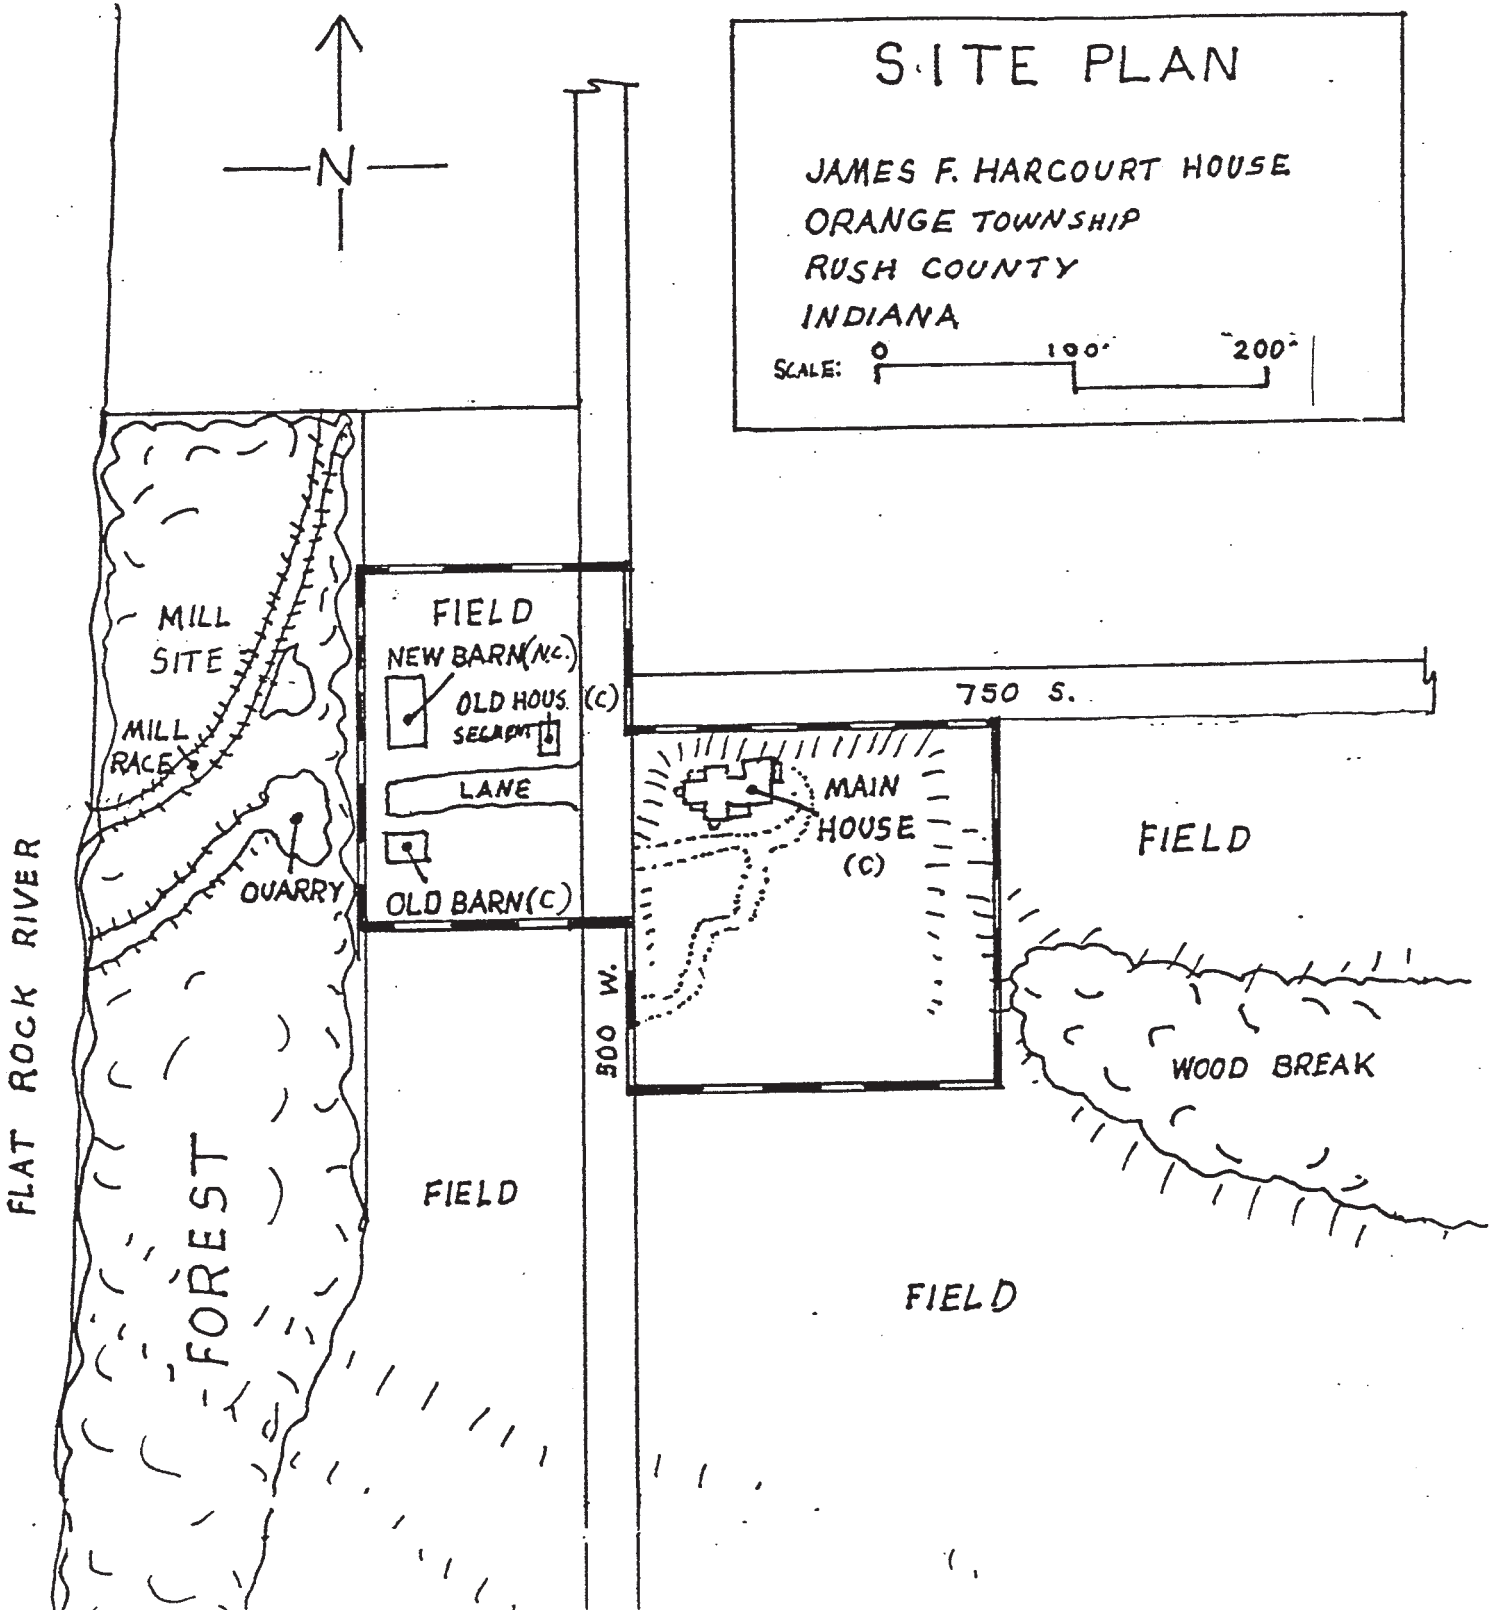 SITE PLAN
JAMES F. HARCOURT HOUSE
ORANGE TOWNSHIP
RUSH COUNTY
INDIANA
SCALE:
0 100' 200'
N
FIELD
NEW BARN (N.C.)
OLD HOUS. (C)
SEGMENT
LANE
OLD BARN (C)
MILL
SITE
MILL
RACE
QUARRY
FLAT ROCK RIVER
FOREST
750 S.
MAIN
HOUSE
(C)
FIELD
500 W.
WOOD BREAK
FIELD
FIELD